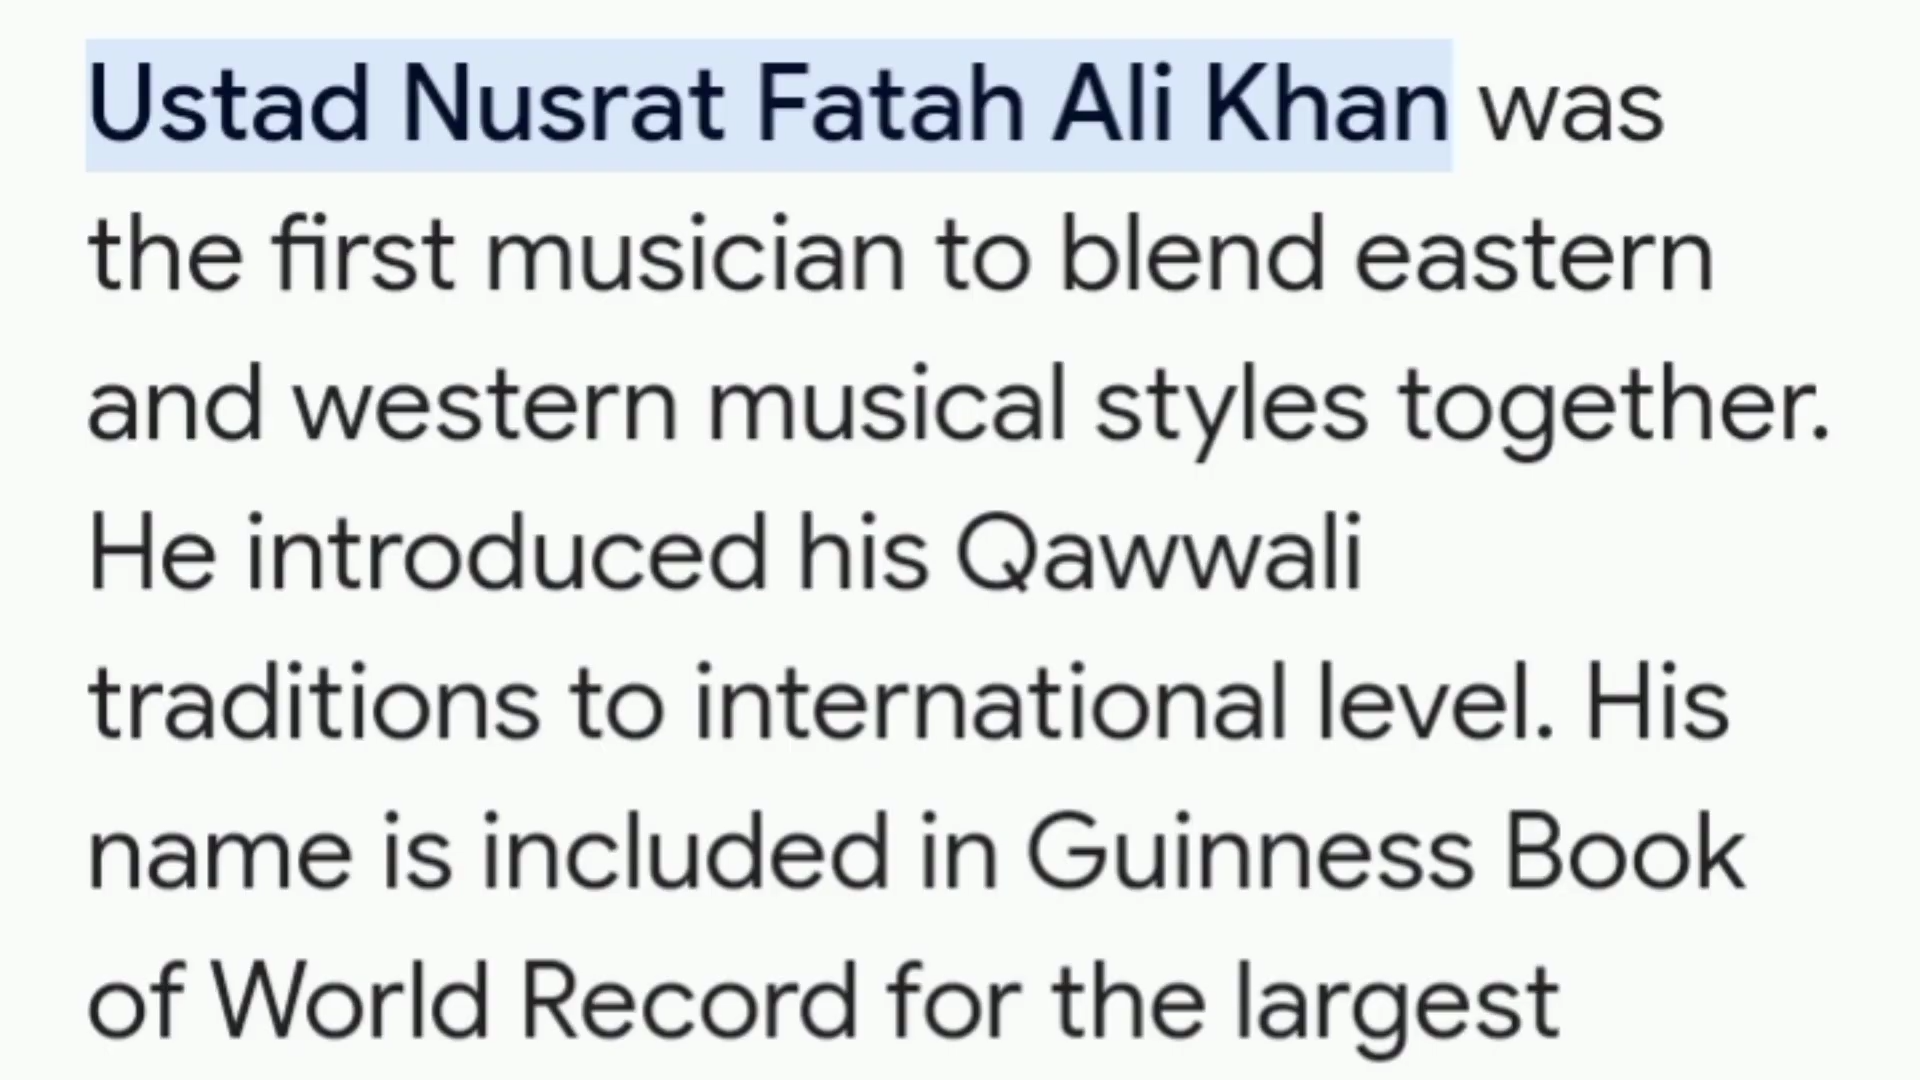 Ustad Nusrat Fatah Ali Khan was
the first musician to blend eastern
and western musical styles together.
He introduced his Qawwali
traditions to international level. His
name is included in Guinness Book
of World Record for the largest